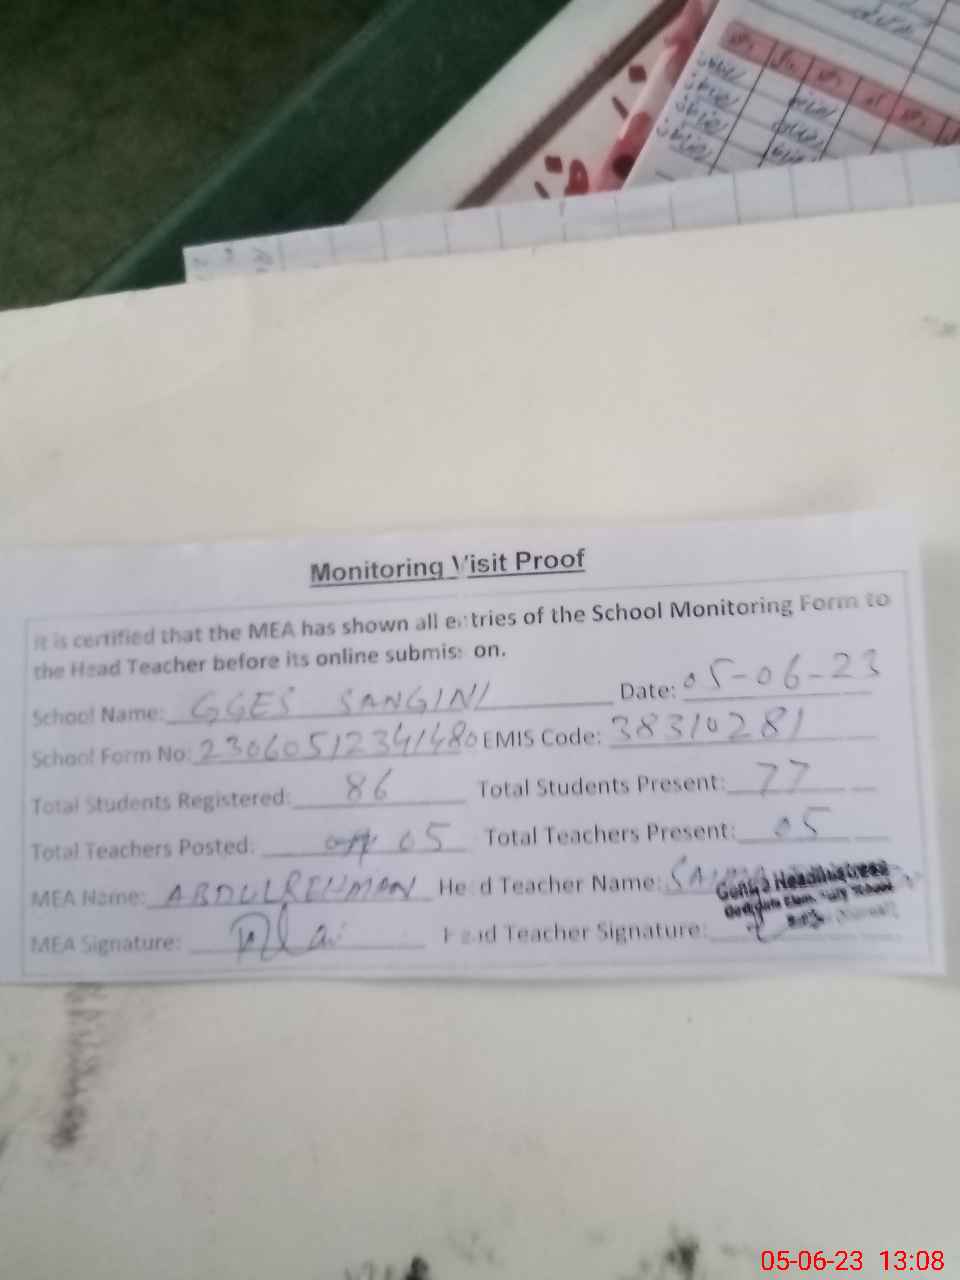 Monitoring Visit Proof
It is certified that the MEA has shown all entries of the School Monitoring Form to
the Head Teacher before its online submission.
School Name: GGES SANGINI Date: 05-06-23
School Form No: 23060512341480 EMIS Code: 38310281
Total Students Registered: 86 Total Students Present: 77
Total Teachers Posted: 05 Total Teachers Present: 05
MEA Name: ABDULREHMAN Head Teacher Name:
MEA Signature: Head Teacher Signature:
Headmistress
School
05-06-23 13:08